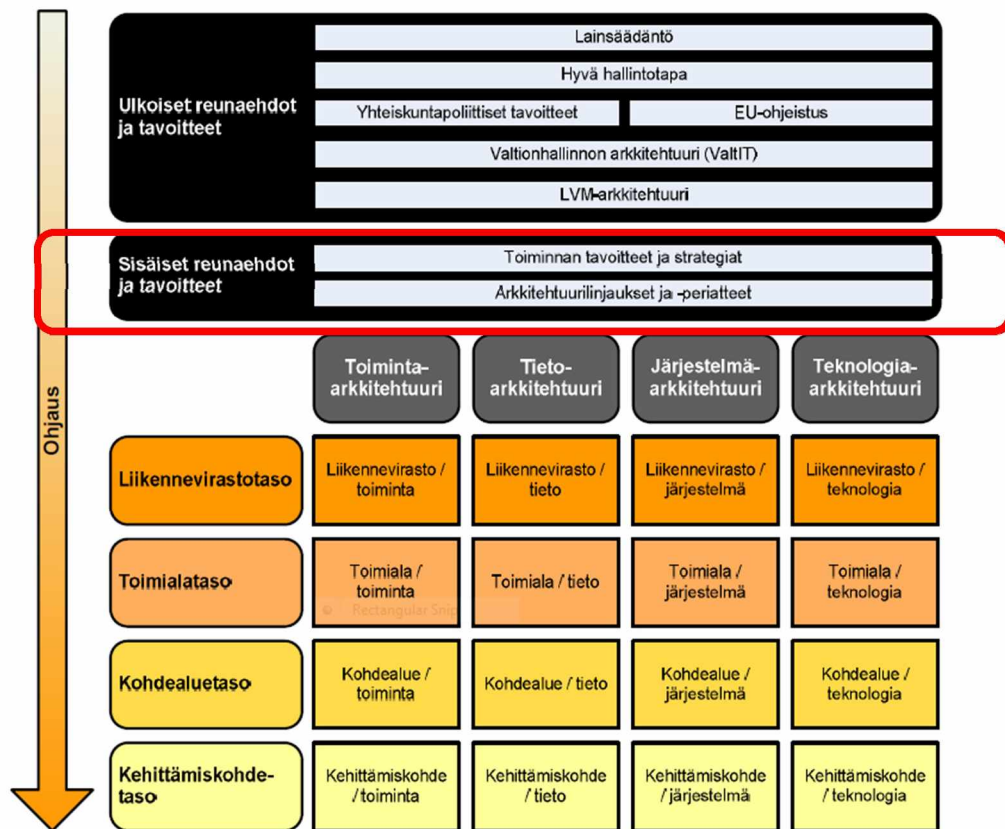 Ohjaus
Ulkoiset reunaehdot
ja tavoitteet
Lainsäädäntö
Hyvä hallintotapa
Yhteiskuntapoliittiset tavoitteet
EU-ohjeistus
Valtionhallinnon arkkitehtuuri (ValtIT)
LVM-arkkitehtuuri
Sisäiset reunaehdot
ja tavoitteet
Toiminnan tavoitteet ja strategiat
Arkkitehtuurilinjaukset ja -periatteet
Toiminta-
arkkitehtuuri
Tieto-
arkkitehtuuri
Järjestelmä-
arkkitehtuuri
Teknologia-
arkkitehtuuri
Liikennevirastotaso
Liikennevirasto /
toiminta
Liikennevirasto /
tieto
Liikennevirasto /
järjestelmä
Liikennevirasto /
teknologia
Toimialataso
Toimiala /
toiminta
Toimiala / tieto
Toimiala /
järjestelmä
Toimiala /
teknologia
Rectangular Snip
Kohdealuetaso
Kohdealue /
toiminta
Kohdealue / tieto
Kohdealue /
järjestelmä
Kohdealue /
teknologia
Kehittämiskohde-
taso
Kehittämiskohde
/ toiminta
Kehittämiskohde
/ tieto
Kehittämiskohde
/ järjestelmä
Kehittämiskohde
/ teknologia